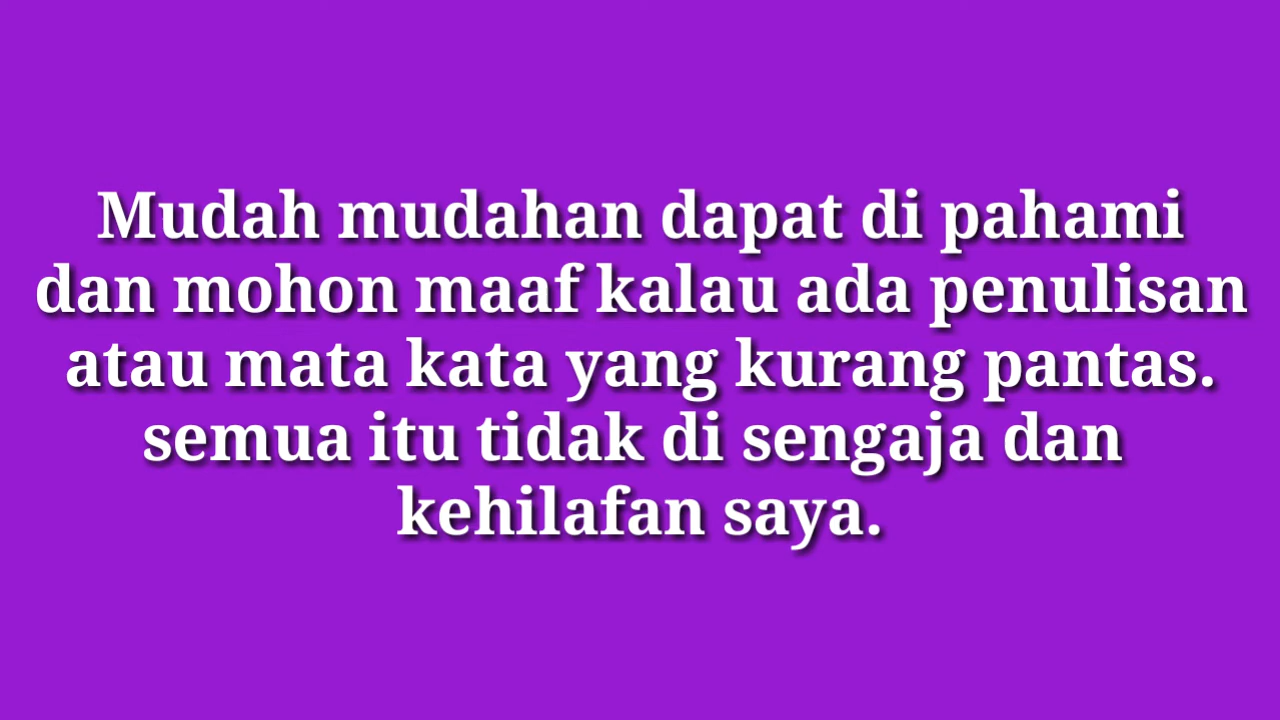 Mudah mudahan dapat di pahami
dan mohon maaf kalau ada penulisan
atau mata kata yang kurang pantas.
semua itu tidak di sengaja dan
kehilafan saya.